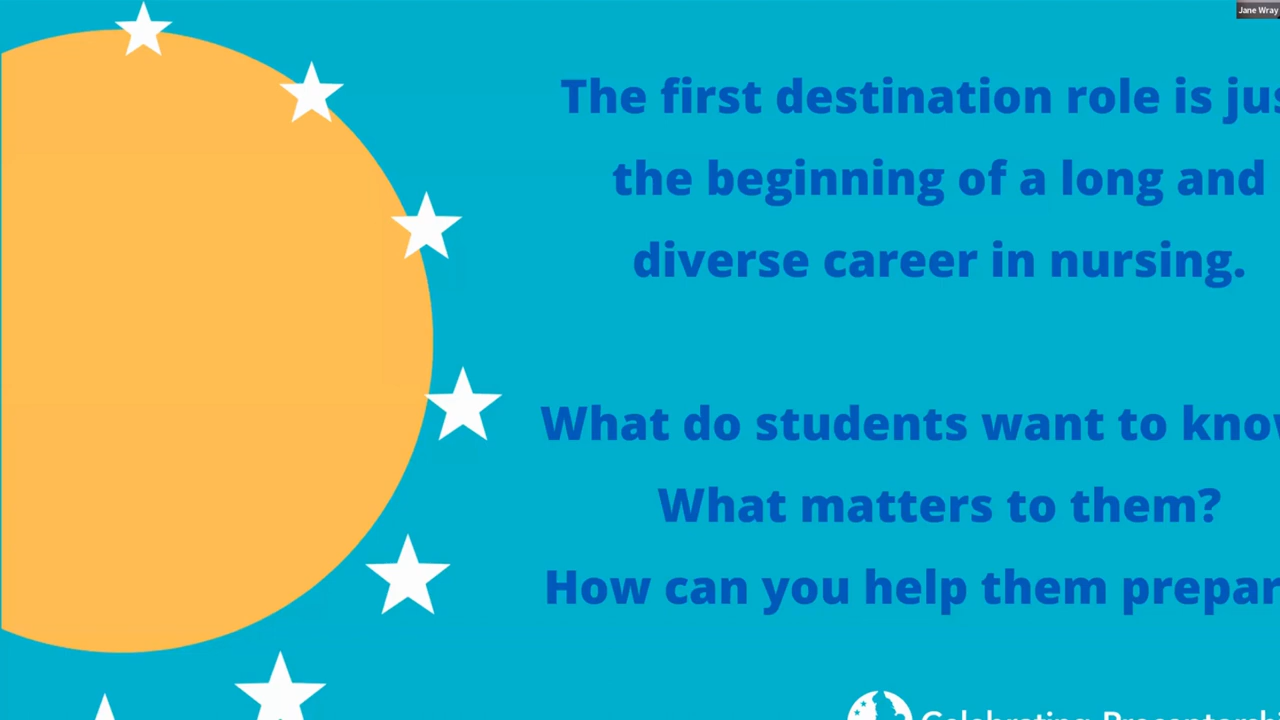 Jane Wray
The first destination role is jus
the beginning of a long and
diverse career in nursing.
What do students want to know
What matters to them?
How can you help them prepar
Celebrating Preceptorshi